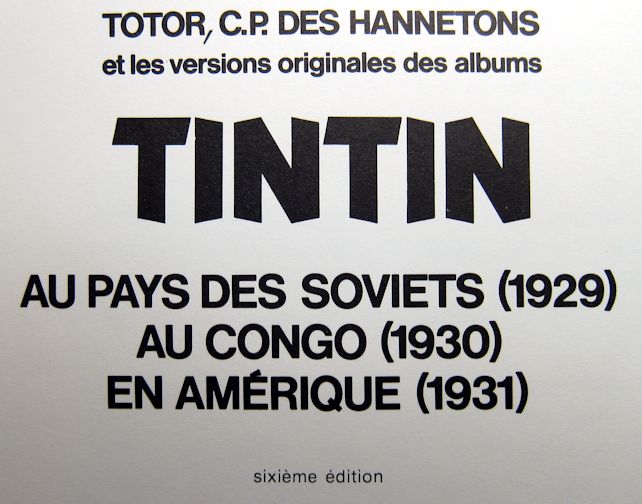 TOTOR, C.P. DES HANNETONS
et les versions originales des albums
TINTIN
AU PAYS DES SOVIETS (1929)
AU CONGO (1930)
EN AMÉRIQUE (1931)
sixième édition